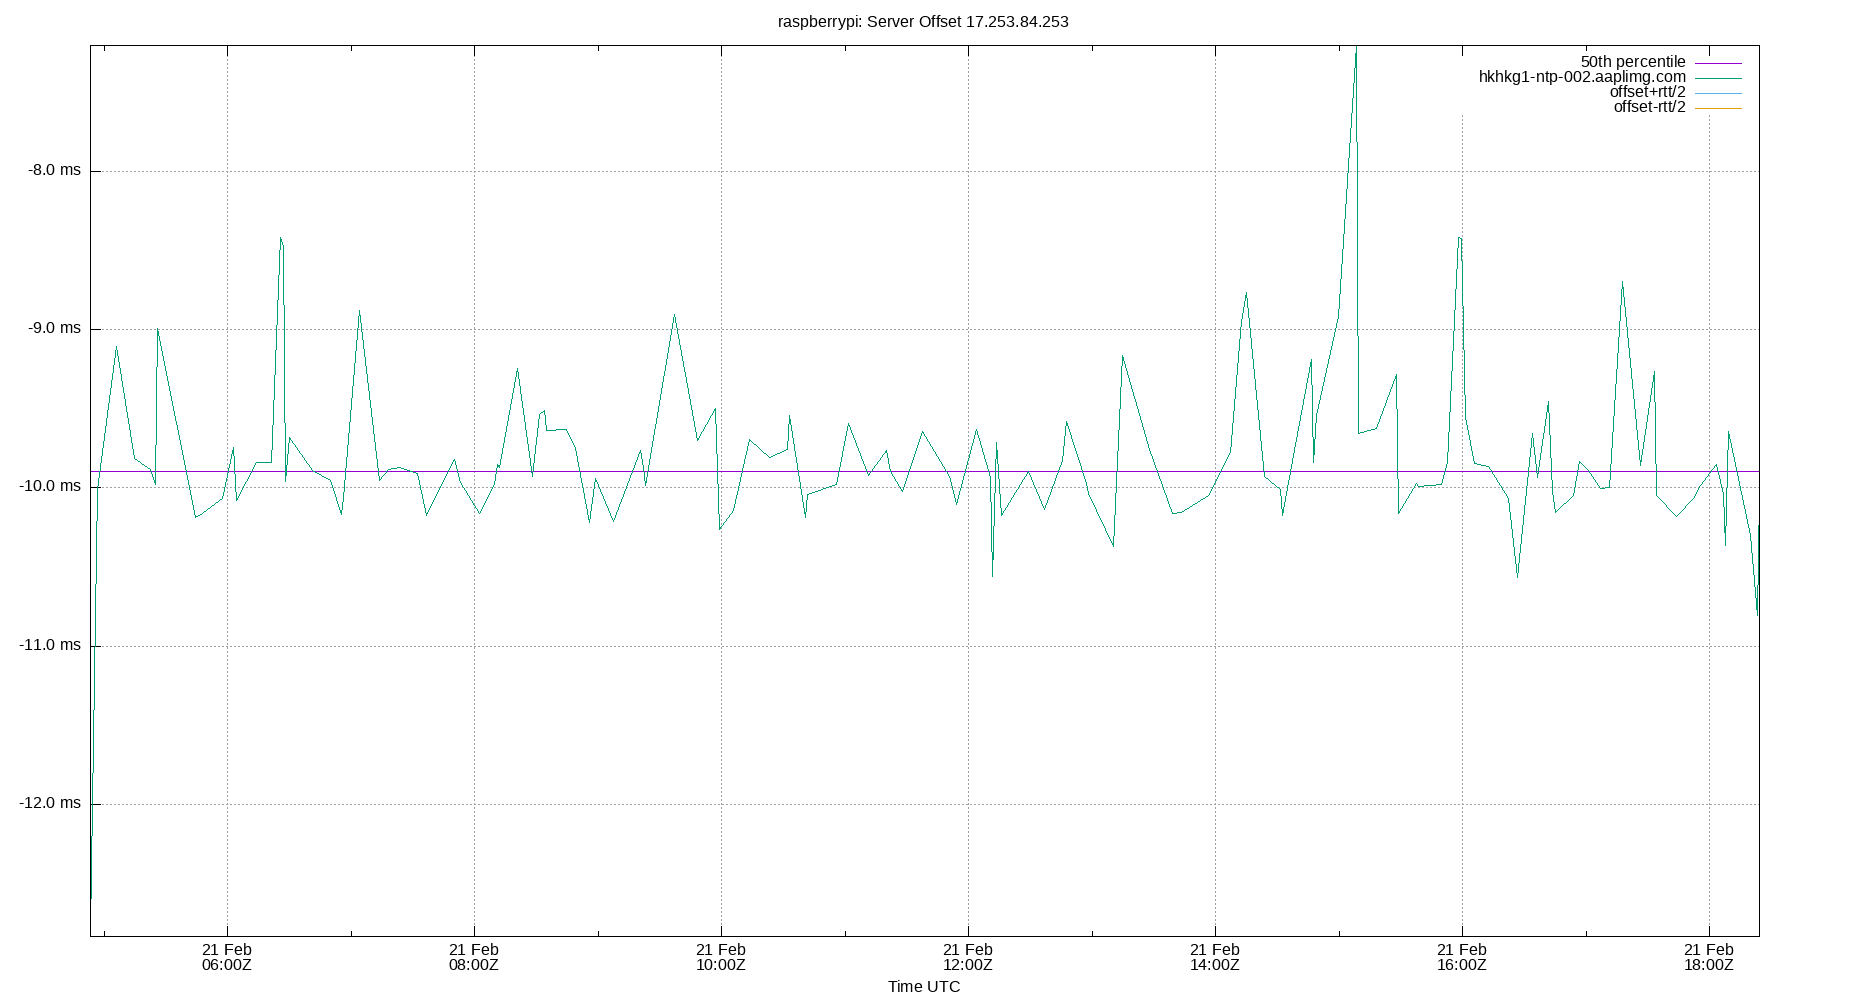 raspberrypi: Server Offset 17.253.84.253
50th percentile
hkhkg1-ntp-002.aaplimg.com
offset+rtt/2
offset-rtt/2
-8.0 ms
-9.0 ms
-10.0 ms
-11.0 ms
-12.0 ms
21 Feb 21 Feb 21 Feb 21 Feb 21 Feb 21 Feb 21 Feb
06:00Z 08:00Z 10:00Z 12:00Z 14:00Z 16:00Z 18:00Z
Time UTC